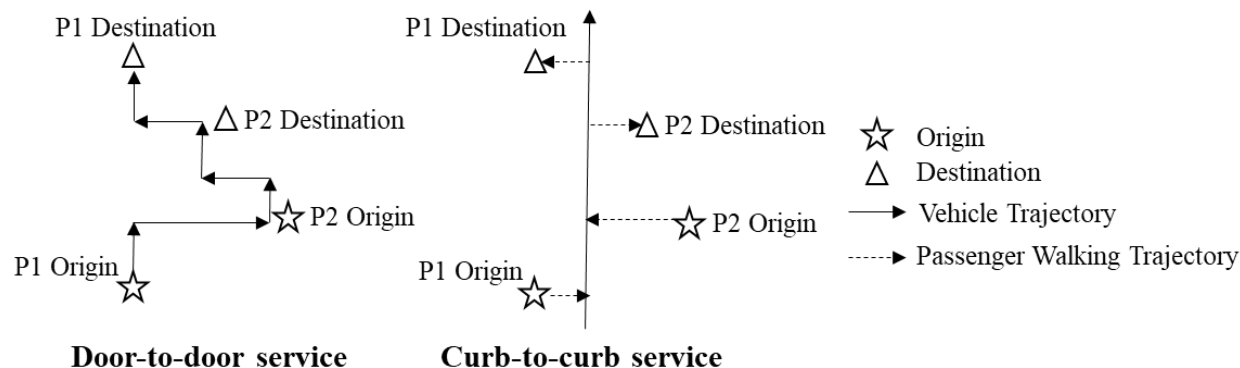 P1 Destination
P2 Destination
P2 Origin
P1 Origin
Door-to-door service
P1 Destination
P2 Destination
P2 Origin
P1 Origin
Curb-to-curb service
Origin
Destination
Vehicle Trajectory
Passenger Walking Trajectory